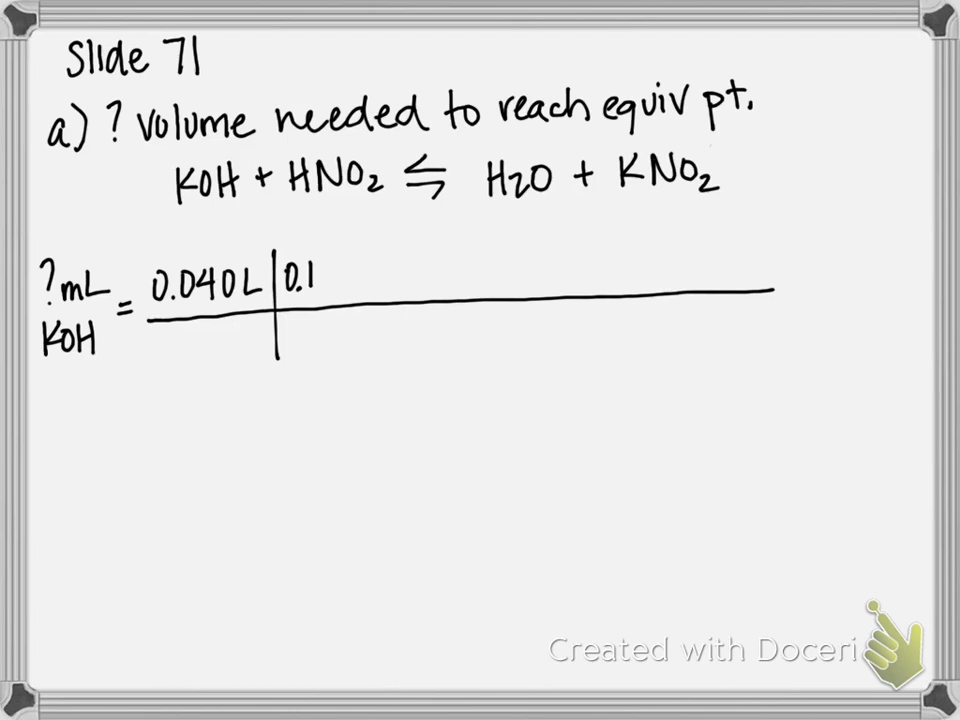 Slide 71
a) ? volume needed to reach equiv pt.
KOH + HNO₂ ⇋ H₂O + KNO₂
? mL KOH = 0.040 L | 0.1
Created with Doceri